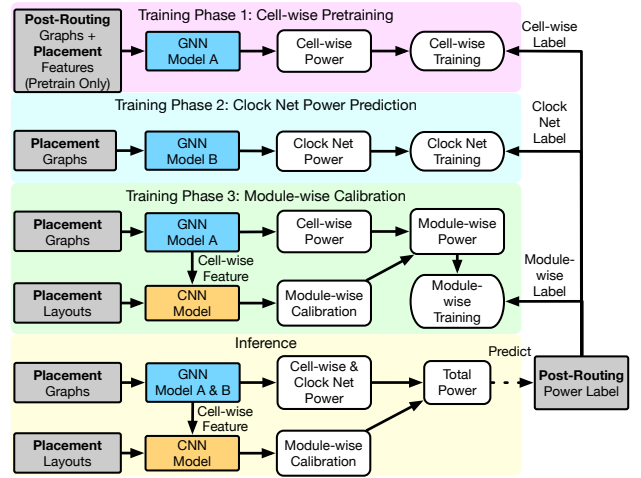 Training Phase 1: Cell-wise Pretraining
Post-Routing
Graphs +
Placement
Features
(Pretrain Only)
GNN
Model A
Cell-wise
Power
Cell-wise
Training
Cell-wise
Label
Training Phase 2: Clock Net Power Prediction
Placement
Graphs
GNN
Model B
Clock Net
Power
Clock Net
Training
Clock
Net
Label
Training Phase 3: Module-wise Calibration
Placement
Graphs
GNN
Model A
Cell-wise
Power
Module-wise
Power
Cell-wise
Feature
Placement
Layouts
CNN
Model
Module-wise
Calibration
Module-
wise
Training
Module-
wise
Label
Inference
Placement
Graphs
GNN
Model A & B
Cell-wise &
Clock Net
Power
Total
Power
Predict
Post-Routing
Power Label
Cell-wise
Feature
Placement
Layouts
CNN
Model
Module-wise
Calibration